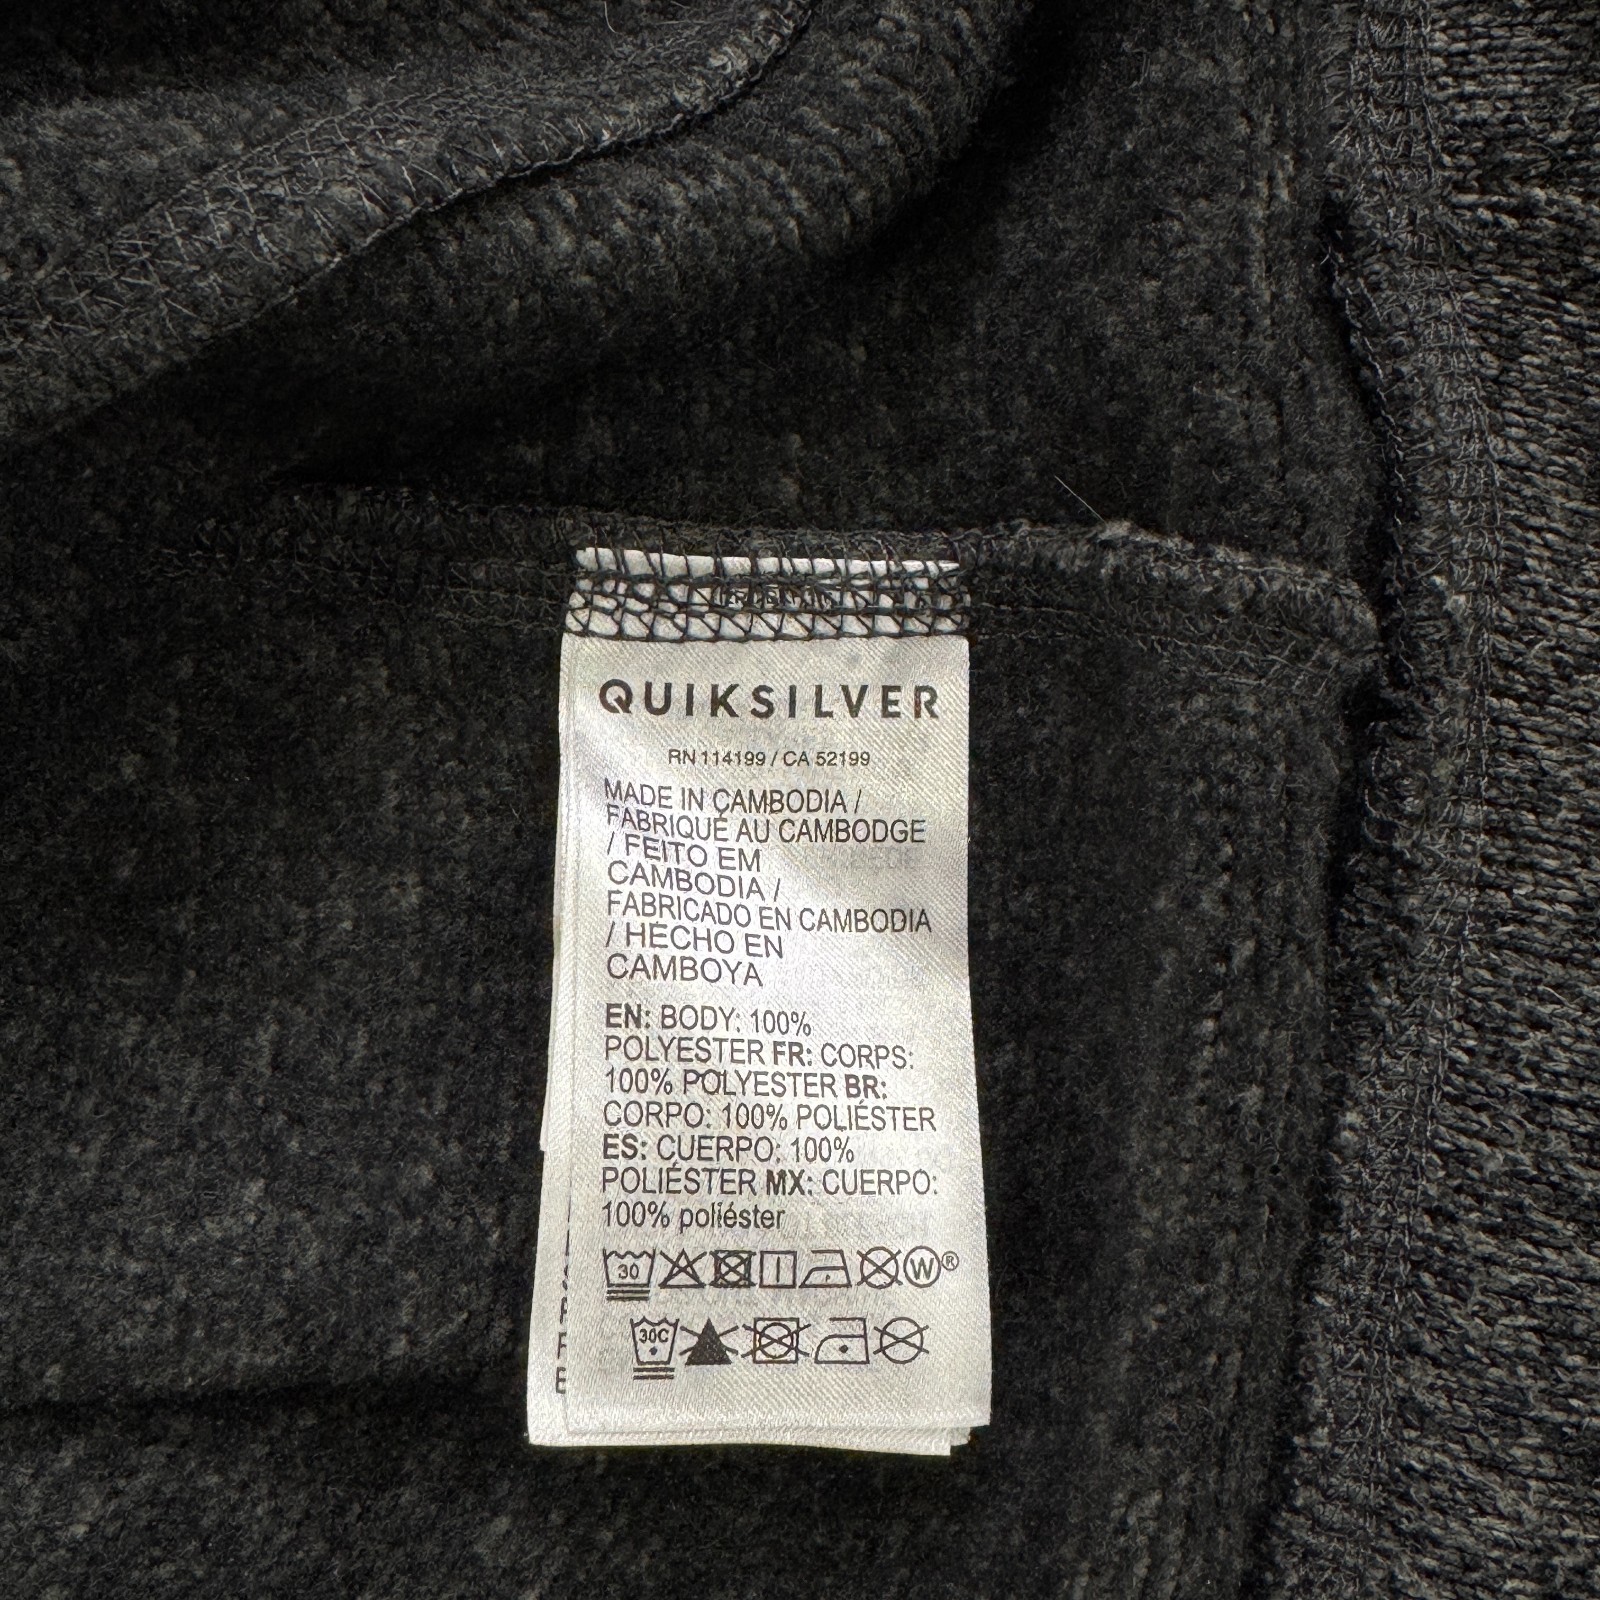 QUIKSILVER
RN 114199 / CA 52199
MADE IN CAMBODIA /
FABRIQUÉ AU CAMBODGE
/ FEITO EM
CAMBODIA /
FABRICADO EN CAMBODIA
/ HECHO EN
CAMBOYA
EN: BODY: 100%
POLYESTER FR: CORPS:
100% POLYESTER BR:
CORPO: 100% POLIÉSTER
ES: CUERPO: 100%
POLIÉSTER MX: CUERPO:
100% poliéster
30 W®
30C